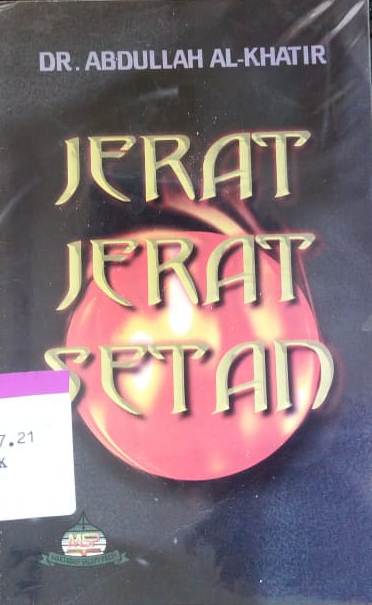 DR. ABDULLAH AL-KHATIR
JERAT
JERAT
SETAN
7.21
K